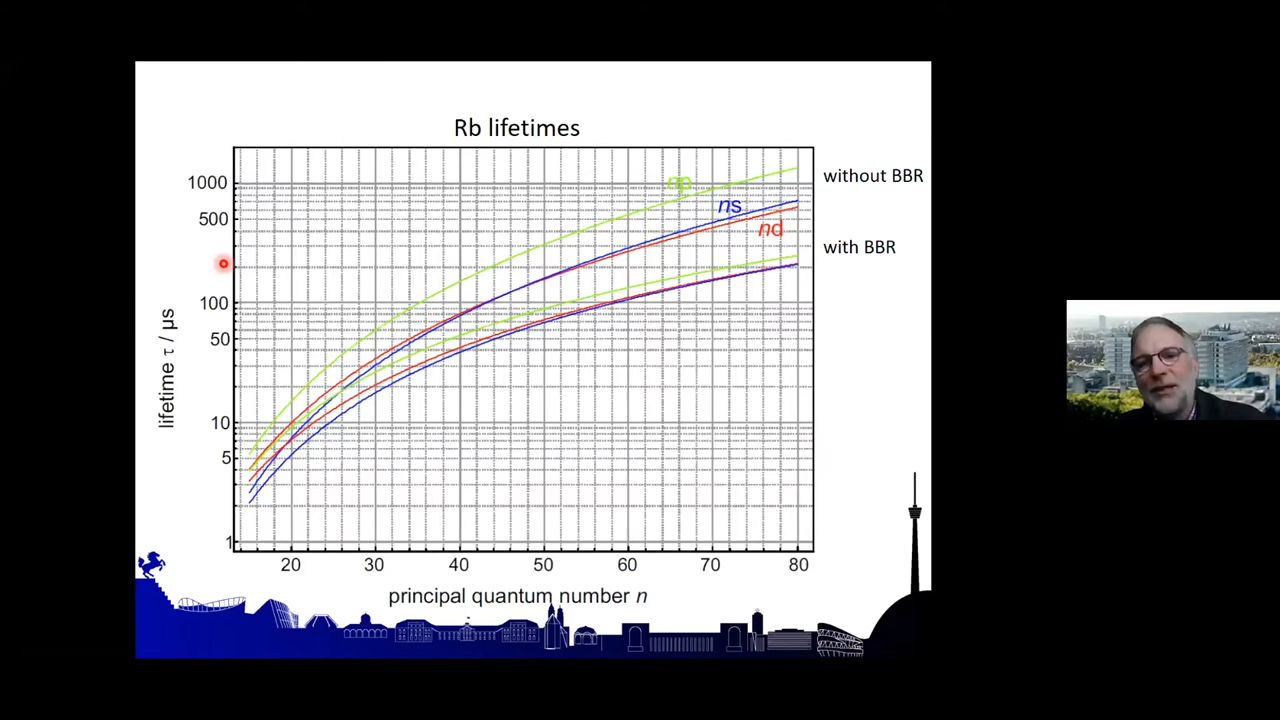 Rb lifetimes
1000
500
100
50
10
5
1
20 30 40 50 60 70 80
lifetime τ / µs
principal quantum number n
np
ns
nd
without BBR
with BBR